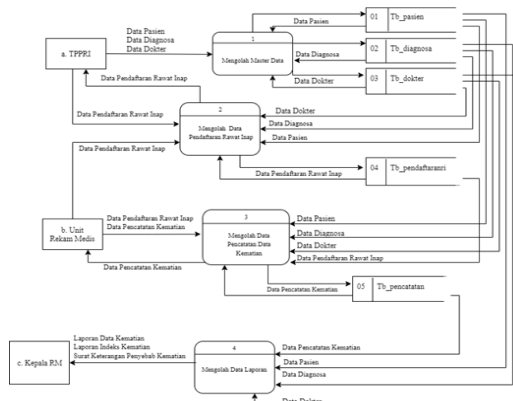 Data Pasien
Data Diagnosa
Data Dokter
a. TPPRI
1
Mengolah Master Data
Data Pasien
01 Tb_pasien
Data Diagnosa
02 Tb_diagnosa
Data Dokter
03 Tb_dokter
Data Pendaftaran Rawat Inap
2
Mengolah Data
Pendaftaran Rawat Inap
Data Dokter
Data Diagnosa
Data Pasien
Data Pendaftaran Rawat Inap
Data Pendaftaran Rawat Inap
Data Pendaftaran Rawat Inap
04 Tb_pendaftaranri
b. Unit
Rekam Medis
Data Pendaftaran Rawat Inap
Data Pencatatan Kematian
Data Pencatatan Kematian
3
Mengolah Data
Pencatatan Data
Kematian
Data Pasien
Data Diagnosa
Data Dokter
Data Pendaftaran Rawat Inap
Data Pencatatan Kematian
05 Tb_pencatatan
c. Kepala RM
Laporan Data Kematian
Laporan Indeks Kematian
Surat Keterangan Penyebab Kematian
4
Mengolah Data Laporan
Data Pencatatan Kematian
Data Pasien
Data Diagnosa
Data Dokter